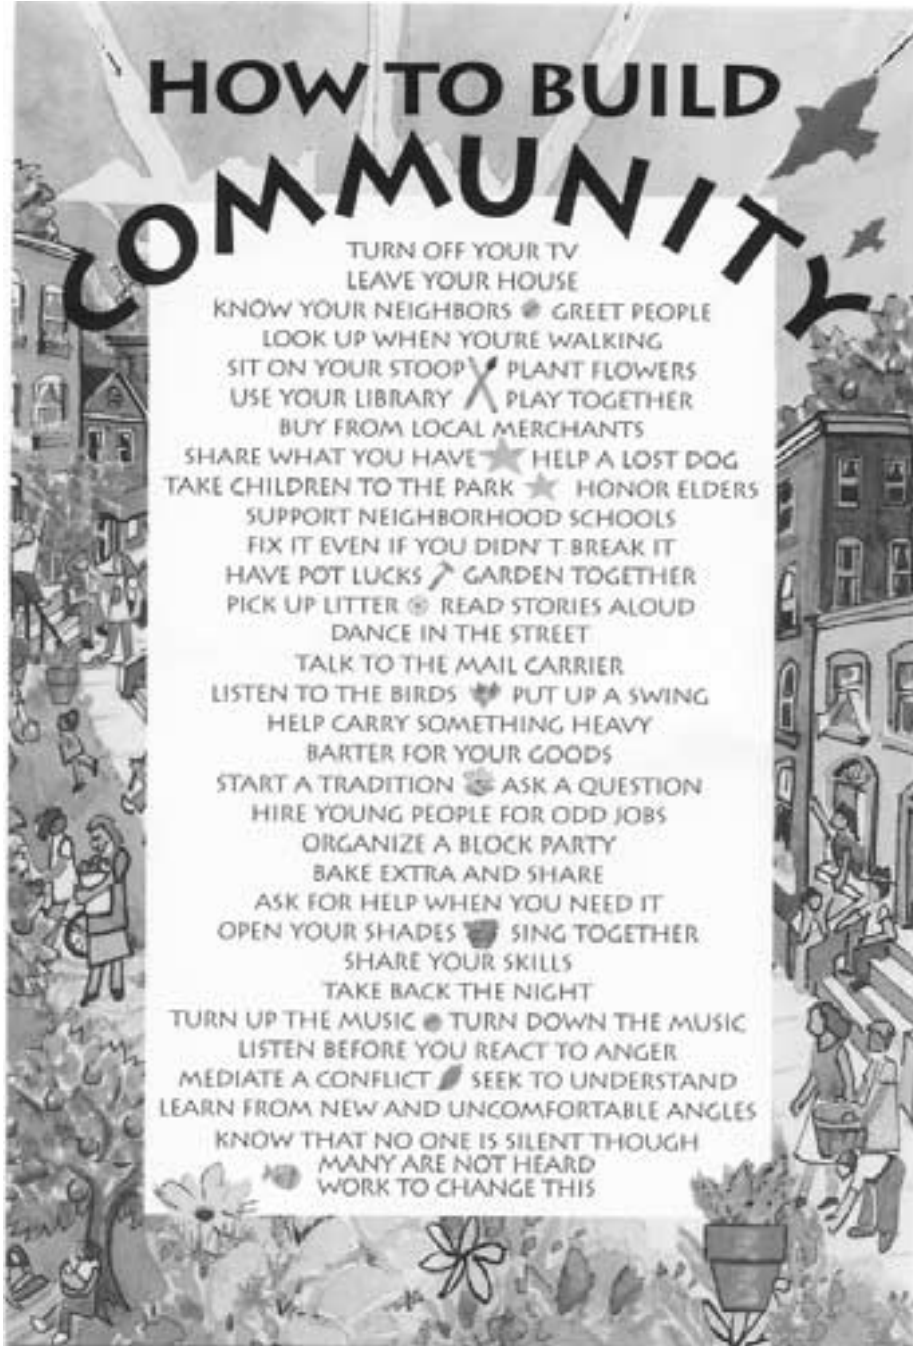 HOW TO BUILD
COMMUNITY
TURN OFF YOUR TV
LEAVE YOUR HOUSE
KNOW YOUR NEIGHBORS GREET PEOPLE
LOOK UP WHEN YOU'RE WALKING
SIT ON YOUR STOOP PLANT FLOWERS
USE YOUR LIBRARY PLAY TOGETHER
BUY FROM LOCAL MERCHANTS
SHARE WHAT YOU HAVE HELP A LOST DOG
TAKE CHILDREN TO THE PARK HONOR ELDERS
SUPPORT NEIGHBORHOOD SCHOOLS
FIX IT EVEN IF YOU DIDN'T BREAK IT
HAVE POT LUCKS GARDEN TOGETHER
PICK UP LITTER READ STORIES ALOUD
DANCE IN THE STREET
TALK TO THE MAIL CARRIER
LISTEN TO THE BIRDS PUT UP A SWING
HELP CARRY SOMETHING HEAVY
BARTER FOR YOUR GOODS
START A TRADITION ASK A QUESTION
HIRE YOUNG PEOPLE FOR ODD JOBS
ORGANIZE A BLOCK PARTY
BAKE EXTRA AND SHARE
ASK FOR HELP WHEN YOU NEED IT
OPEN YOUR SHADES SING TOGETHER
SHARE YOUR SKILLS
TAKE BACK THE NIGHT
TURN UP THE MUSIC TURN DOWN THE MUSIC
LISTEN BEFORE YOU REACT TO ANGER
MEDIATE A CONFLICT SEEK TO UNDERSTAND
LEARN FROM NEW AND UNCOMFORTABLE ANGLES
KNOW THAT NO ONE IS SILENT THOUGH
MANY ARE NOT HEARD
WORK TO CHANGE THIS